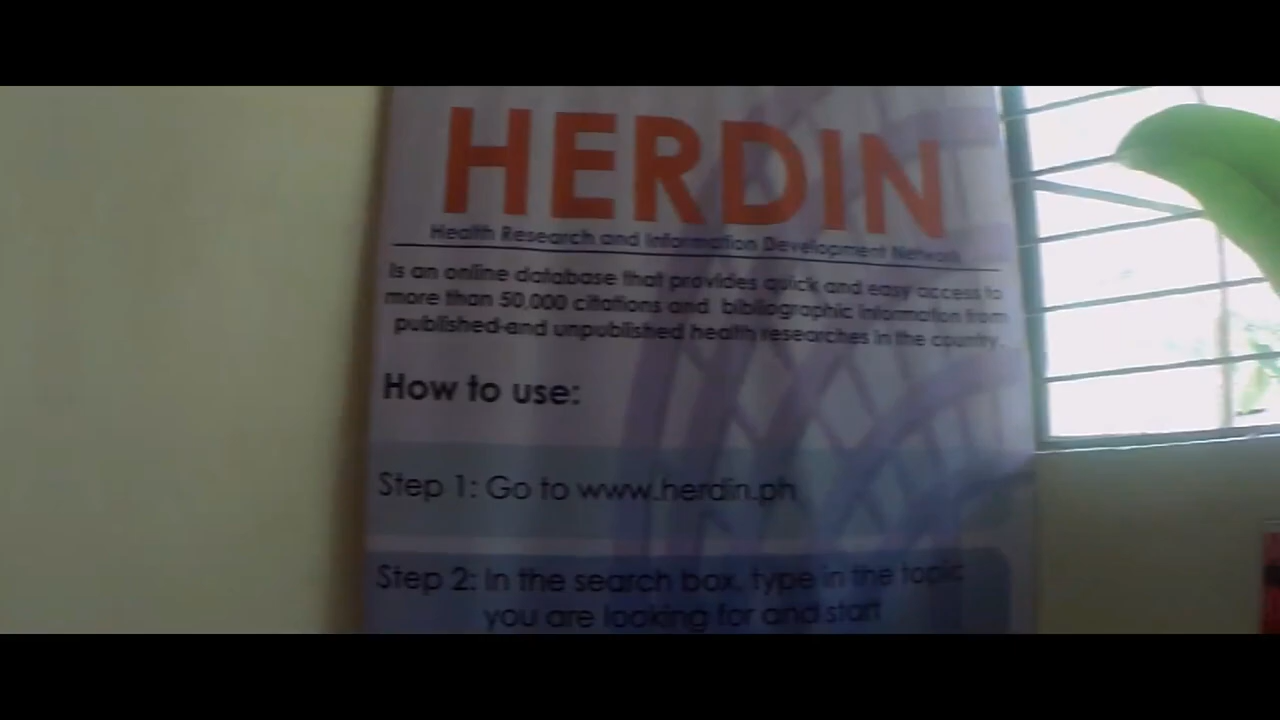 HERDIN
Health Research and Information Development Network
Is an online database that provides quick and easy access to
more than 50,000 citations and bibliographic information from
published and unpublished health researches in the country.
How to use:
Step 1: Go to www.herdin.ph
Step 2: In the search box, type in the topic
you are looking for and start